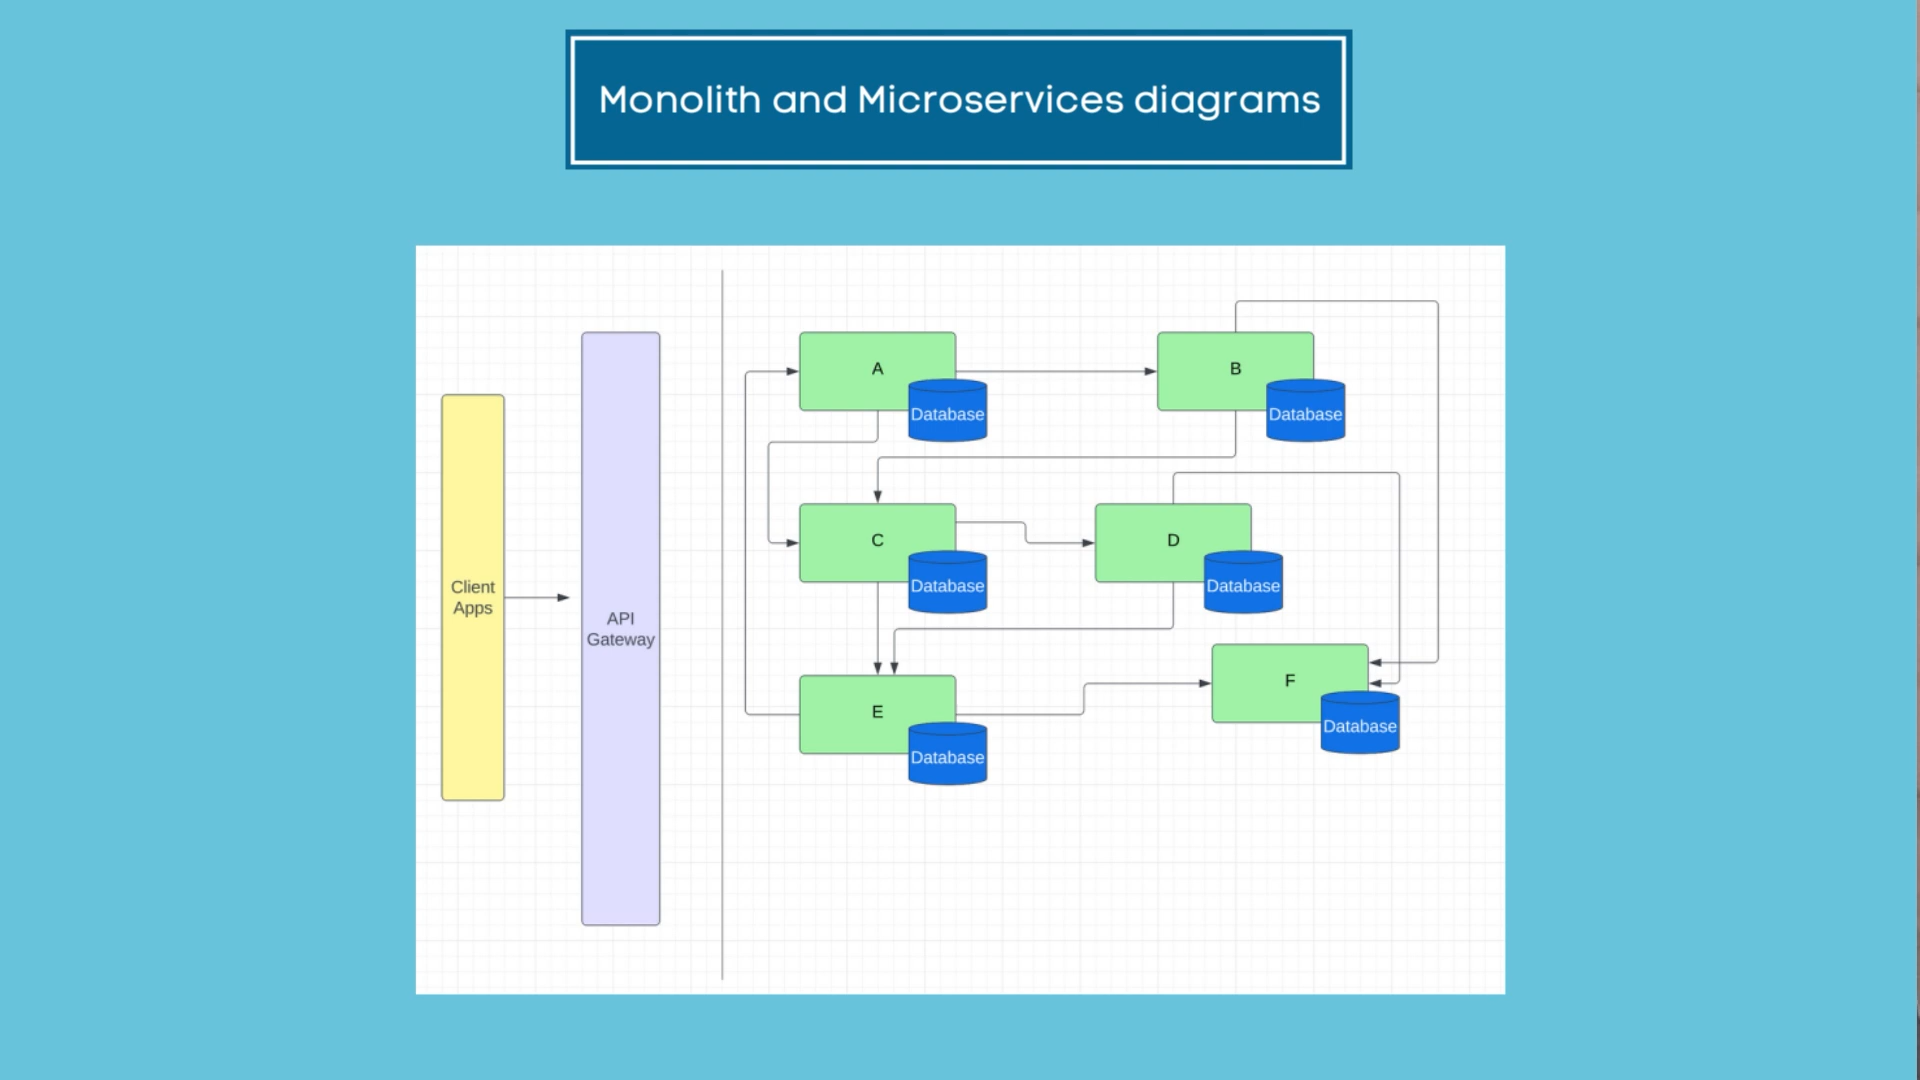 Monolith and Microservices diagrams
Client
Apps
API
Gateway
A
Database
B
Database
C
Database
D
Database
E
Database
F
Database